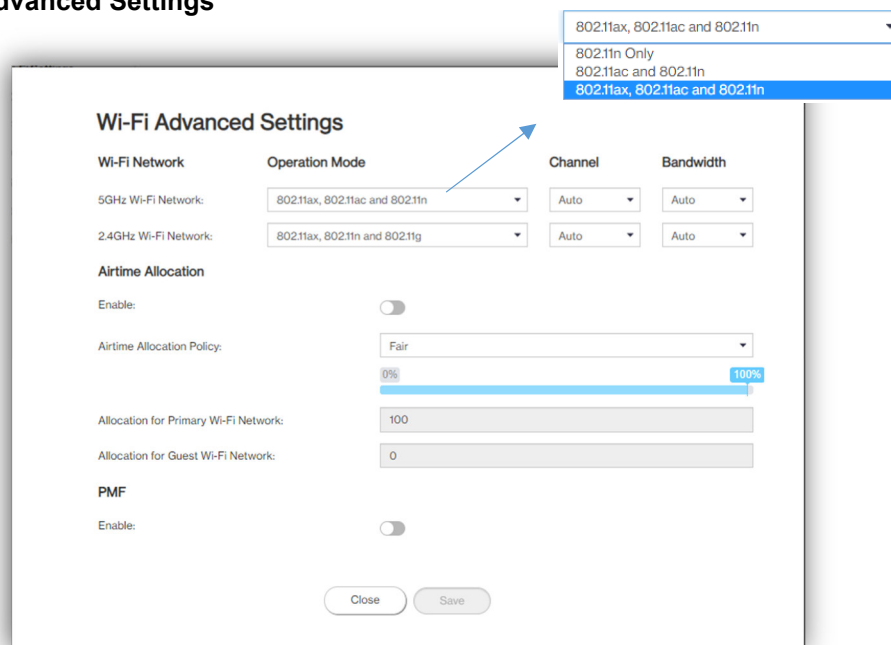 dvanced Settings
802.11ax, 802.11ac and 802.11n
802.11n Only
802.11ac and 802.11n
802.11ax, 802.11ac and 802.11n
Wi-Fi Advanced Settings
Wi-Fi Network Operation Mode Channel Bandwidth
5GHz Wi-Fi Network: 802.11ax, 802.11ac and 802.11n Auto Auto
2.4GHz Wi-Fi Network: 802.11ax, 802.11n and 802.11g Auto Auto
Airtime Allocation
Enable:
Airtime Allocation Policy: Fair
0% 100%
Allocation for Primary Wi-Fi Network: 100
Allocation for Guest Wi-Fi Network: 0
PMF
Enable:
Close Save